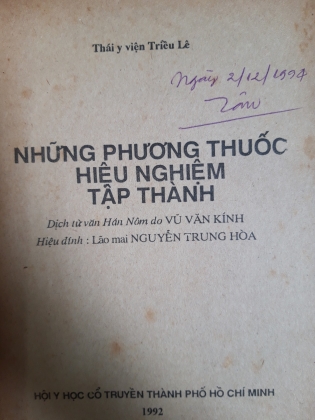 Thái y viện Triều Lê
Ngày 2/12/1994
NHỮNG PHƯƠNG THUỐC
HIỆU NGHIỆM
TẬP THÀNH
Dịch từ văn Hán Nôm do VŨ VĂN KÍNH
Hiệu đính : Lão mai NGUYỄN TRUNG HÒA
HỘI Y HỌC CỔ TRUYỀN THÀNH PHỐ HỒ CHÍ MINH
1992